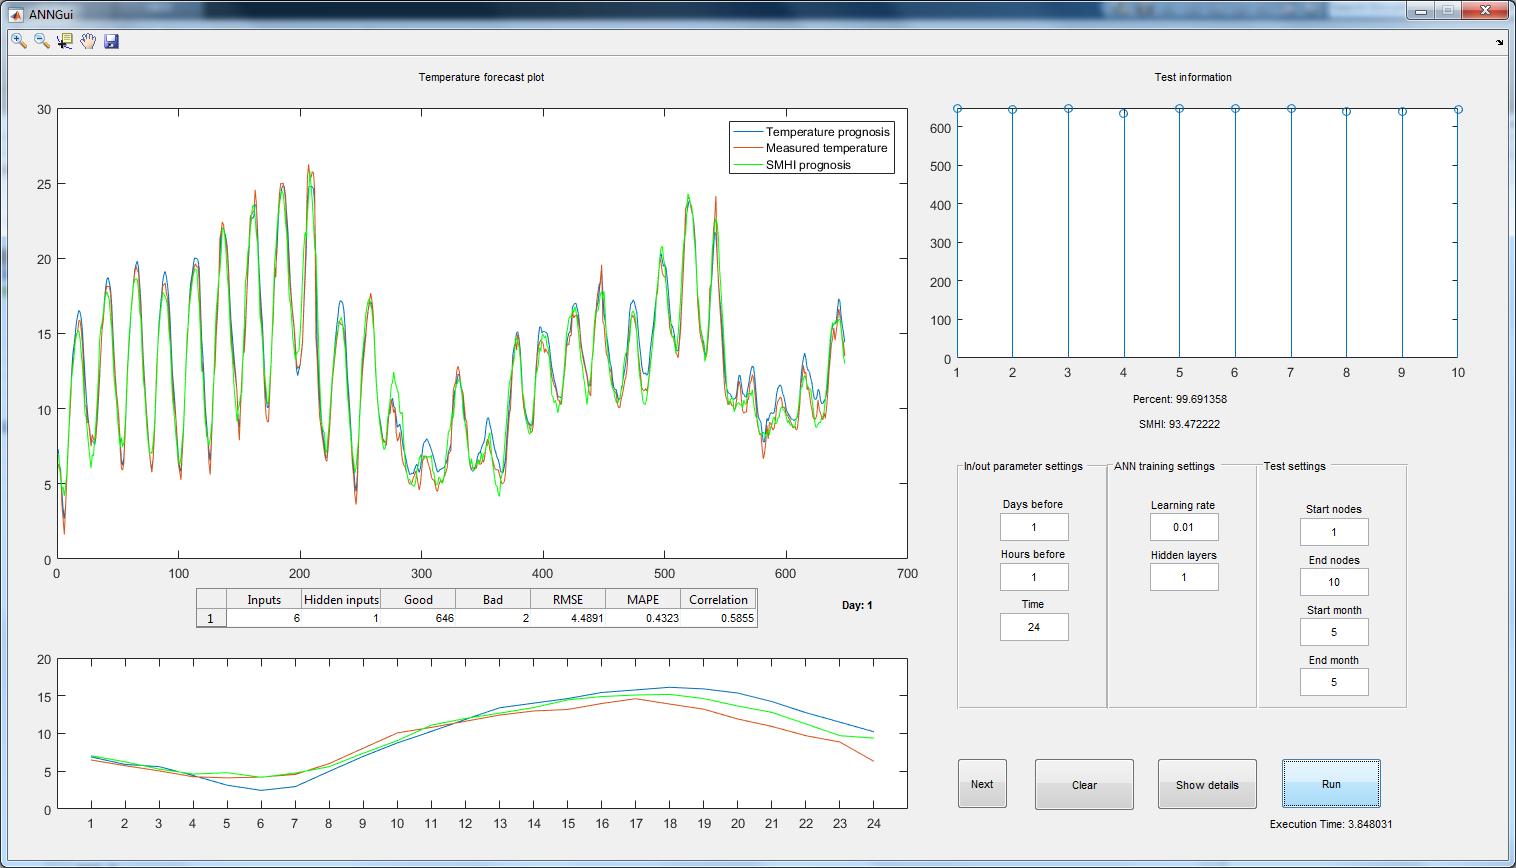 ANNGui
Temperature forecast plot
30
25
20
15
10
5
0
0 100 200 300 400 500 600 700
Temperature prognosis
Measured temperature
SMHI prognosis
Inputs Hidden inputs Good Bad RMSE MAPE Correlation
1 6 1 646 2 4.4891 0.4323 0.5855
Day: 1
20
15
10
5
0
1 2 3 4 5 6 7 8 9 10 11 12 13 14 15 16 17 18 19 20 21 22 23 24
Test information
600
500
400
300
200
100
0
1 2 3 4 5 6 7 8 9 10
Percent: 99.691358
SMHI: 93.472222
In/out parameter settings
Days before
1
Hours before
1
Time
24
ANN training settings
Learning rate
0.01
Hidden layers
1
Test settings
Start nodes
1
End nodes
10
Start month
5
End month
5
Next
Clear
Show details
Run
Execution Time: 3.848031